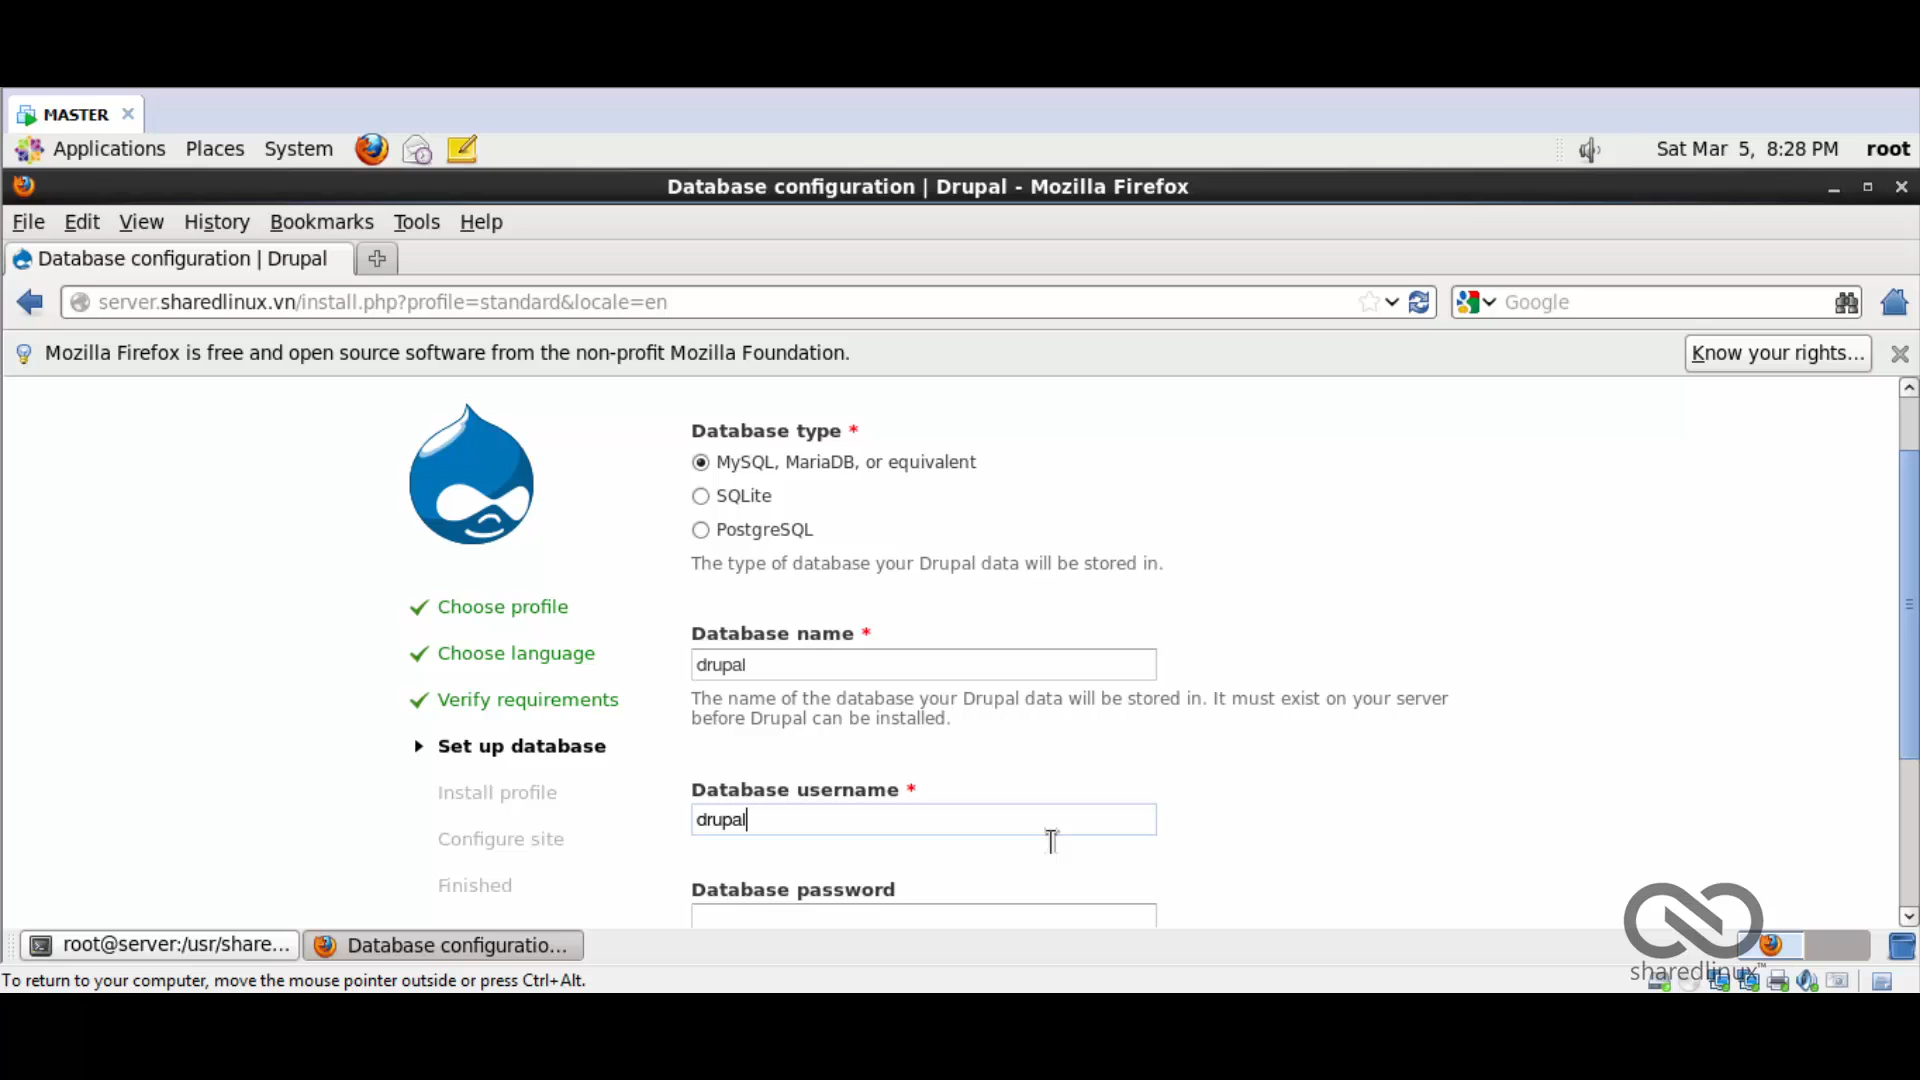 MASTER
Applications Places System Sat Mar 5, 8:28 PM root
Database configuration | Drupal - Mozilla Firefox
File Edit View History Bookmarks Tools Help
Database configuration | Drupal
server.sharedlinux.vn/install.php?profile=standard&locale=en Google
Mozilla Firefox is free and open source software from the non-profit Mozilla Foundation. Know your rights...
Database type *
MySQL, MariaDB, or equivalent
SQLite
PostgreSQL
The type of database your Drupal data will be stored in.
Choose profile
Choose language
Verify requirements
Set up database
Install profile
Configure site
Finished
Database name *
drupal
The name of the database your Drupal data will be stored in. It must exist on your server
before Drupal can be installed.
Database username *
drupal
Database password
root@server:/usr/share... Database configuratio...
sharedlinux™
To return to your computer, move the mouse pointer outside or press Ctrl+Alt.